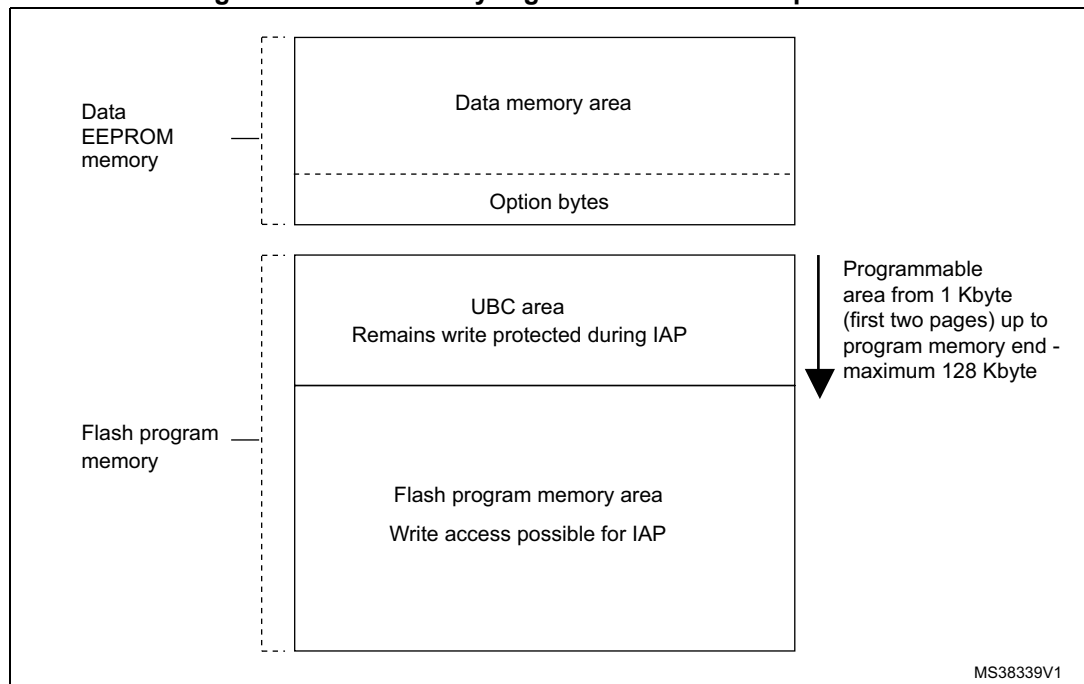 Data memory area
Data
EEPROM
memory
Option bytes
Programmable
area from 1 Kbyte
(first two pages) up to
program memory end -
maximum 128 Kbyte
UBC area
Remains write protected during IAP
Flash program
memory
Flash program memory area
Write access possible for IAP
MS38339V1